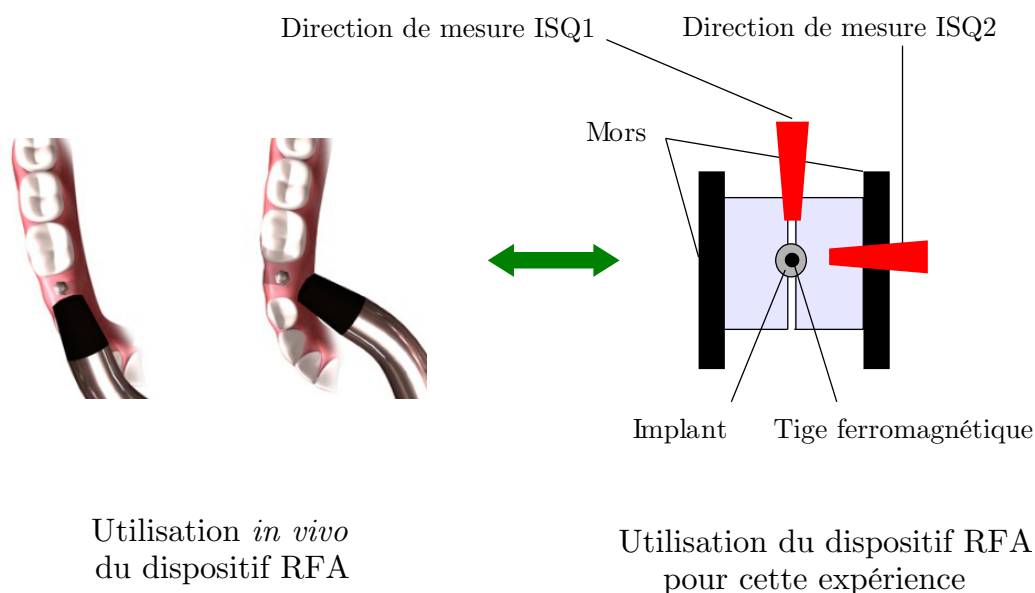 Direction de mesure ISQ1
Direction de mesure ISQ2
Mors
Implant
Tige ferromagnétique
Utilisation in vivo
du dispositif RFA
Utilisation du dispositif RFA
pour cette expérience